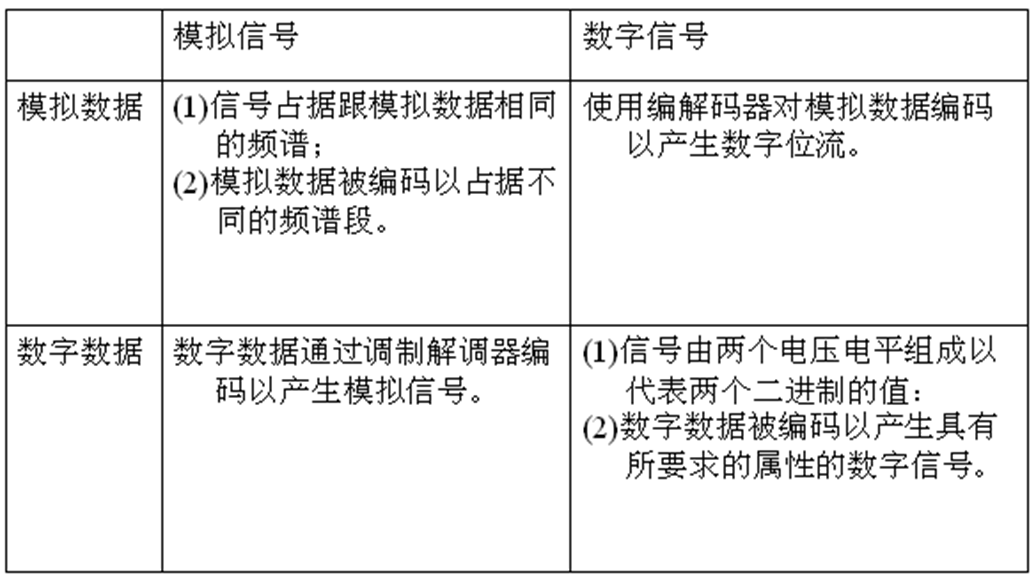 模拟信号
数字信号
模拟数据
(1)信号占据跟模拟数据相同
的频谱；
(2)模拟数据被编码以占据不
同的频谱段。
使用编解码器对模拟数据编码
以产生数字位流。
数字数据
数字数据通过调制解调器编
码以产生模拟信号。
(1)信号由两个电压电平组成以
代表两个二进制的值：
(2)数字数据被编码以产生具有
所要求的属性的数字信号。